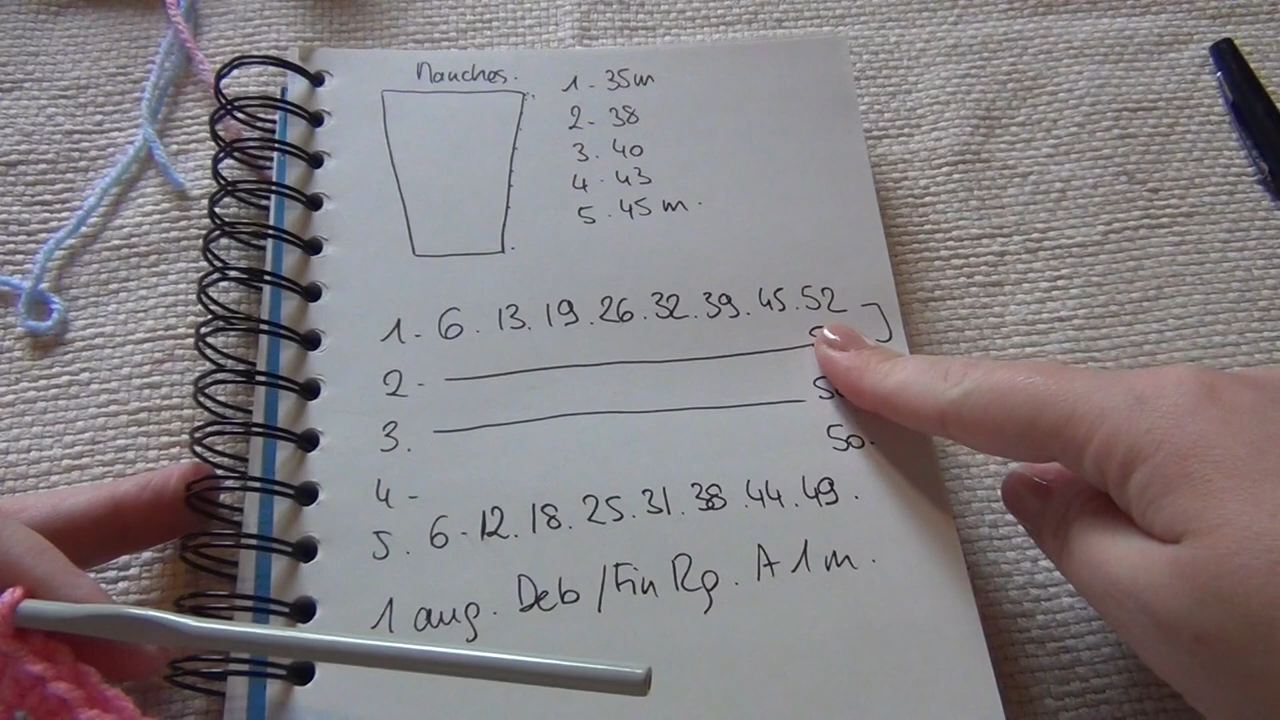 Manches.
1 - 35m
2 - 38
3. 40
4. 43
5. 45 m.
1 - 6. 13. 19. 26. 32. 39. 45. 52
2 -
3.
50.
4 -
5. 6 - 12. 18. 25. 31. 38. 44. 49.
1 aug. Deb / Fin Rg. A 1 m.